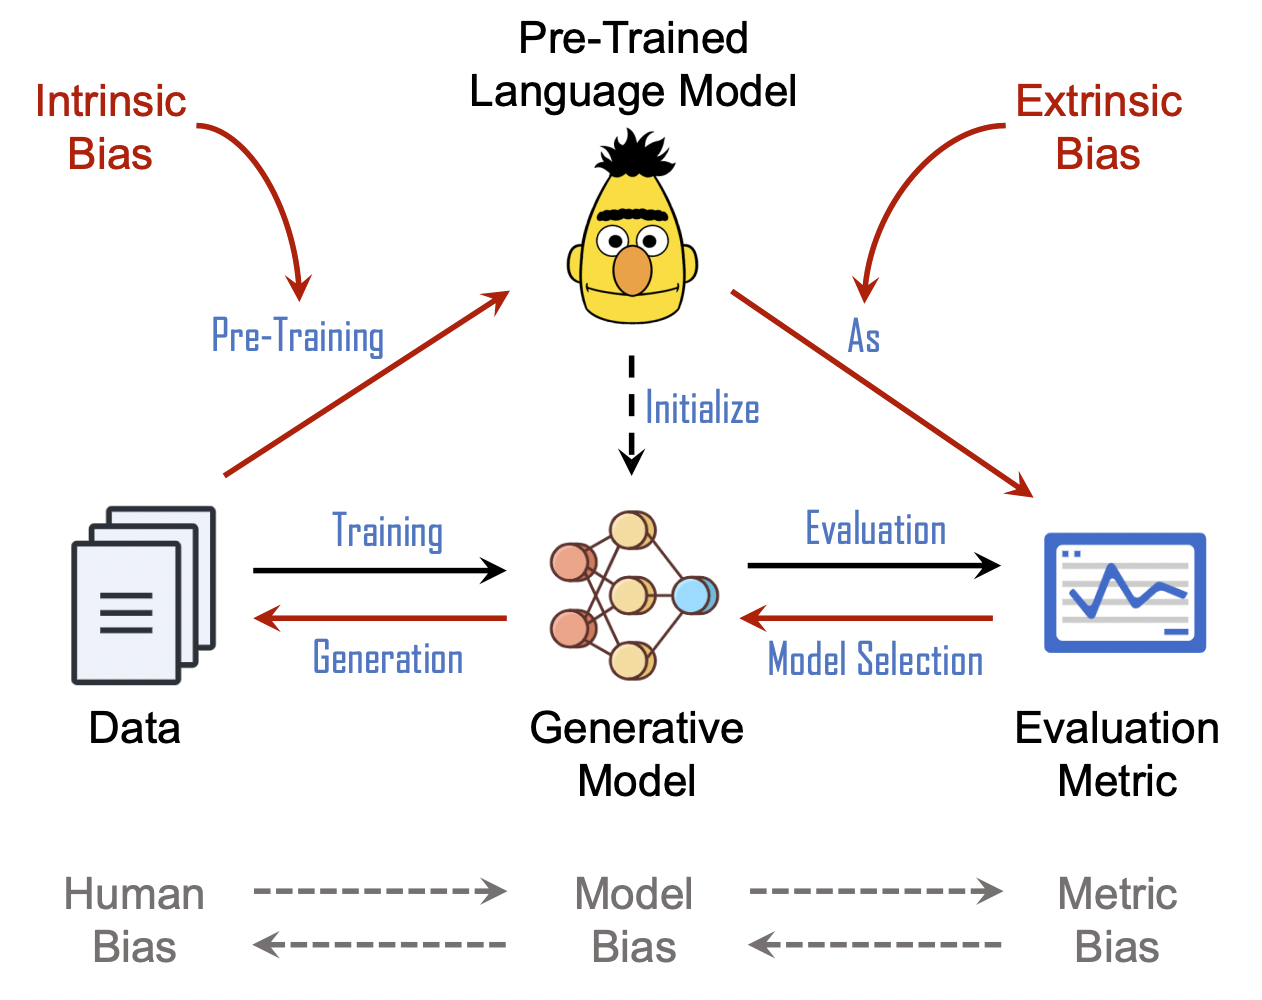 Pre-Trained
Language Model
Intrinsic
Bias
Extrinsic
Bias
Pre-Training
As
Initialize
Training
Evaluation
Generation
Model Selection
Data
Generative
Model
Evaluation
Metric
Human
Bias
Model
Bias
Metric
Bias